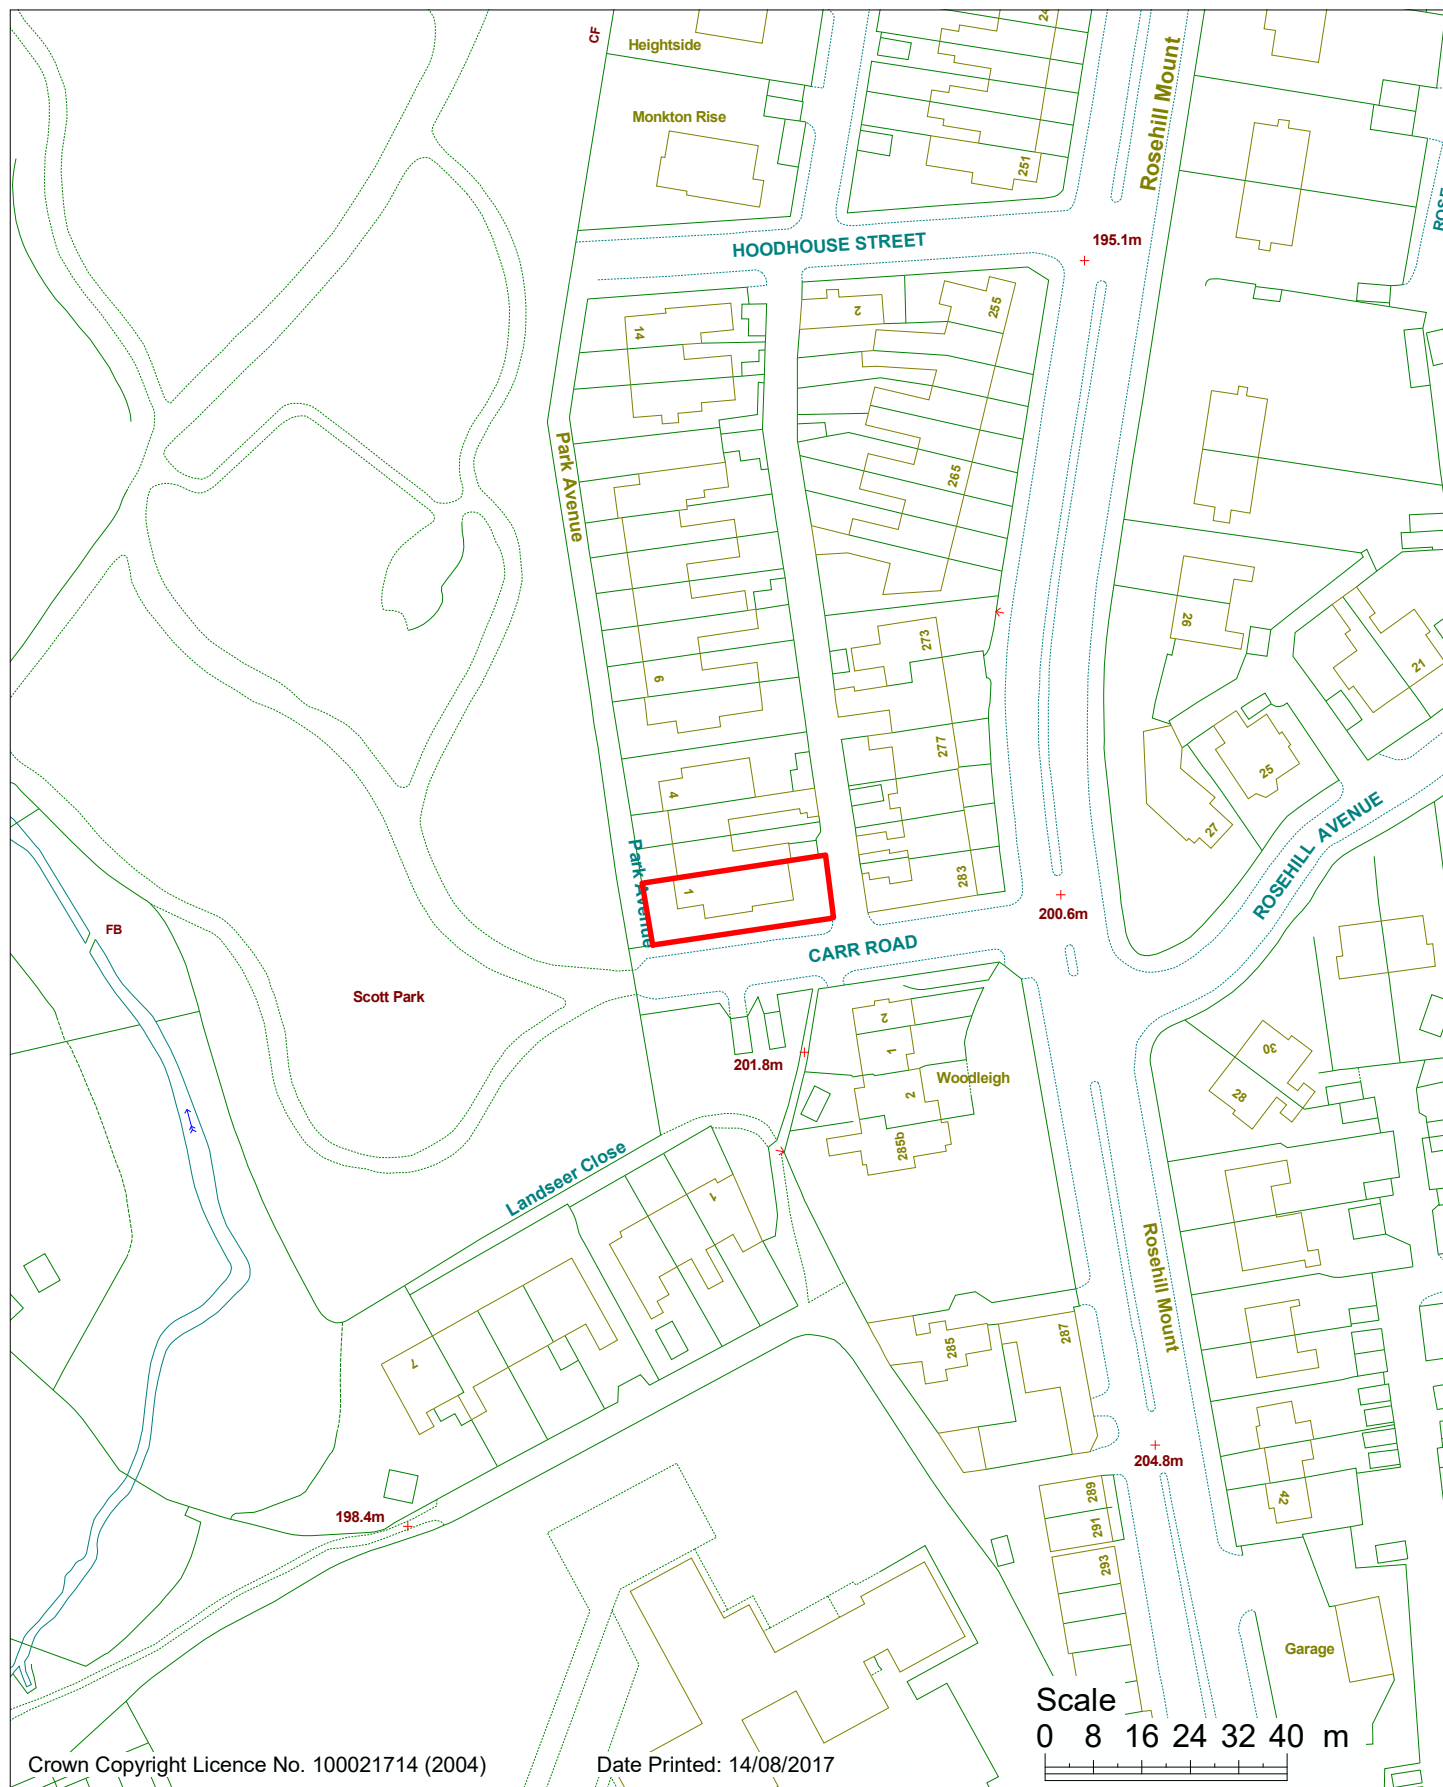 CF
Heightside
24
Rosehill Mount
Monkton Rise
251
HOODHOUSE STREET
195.1m
14
2
255
Park Avenue
265
26
21
273
6
277
25
4
27
ROSEHILL AVENUE
Park Avenue
1
283
200.6m
FB
CARR ROAD
Scott Park
2
1
201.8m
Woodleigh
30
28
2
285b
Landseer Close
1
Rosehill Mount
7
285
287
204.8m
289
42
198.4m
291
293
Garage
Scale
0 8 16 24 32 40 m
Crown Copyright Licence No. 100021714 (2004)
Date Printed: 14/08/2017